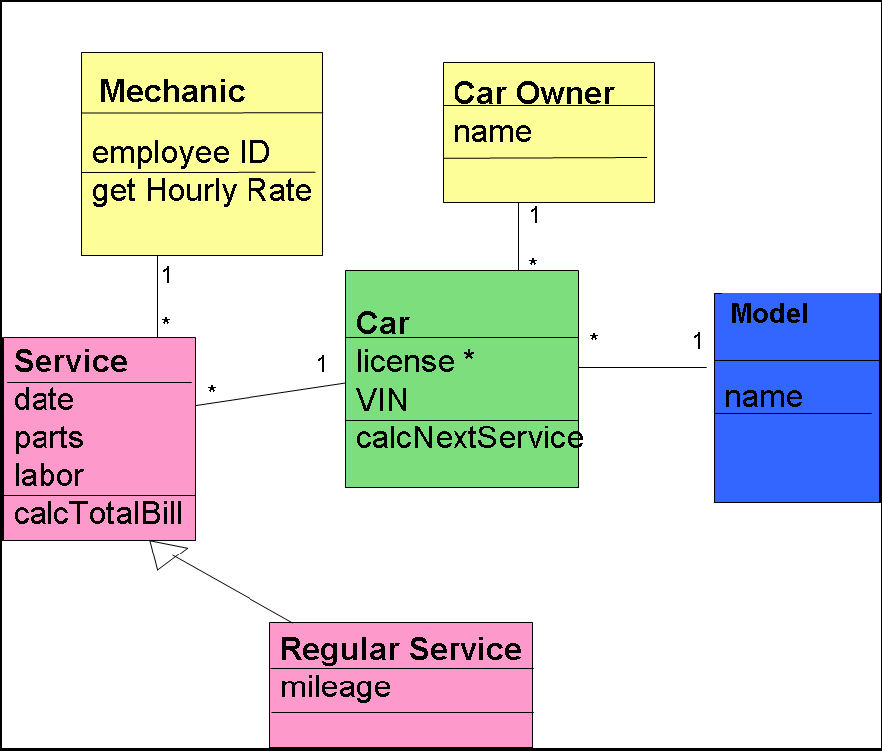 Mechanic
employee ID
get Hourly Rate
Car Owner
name
1
*
1
*
Service
date
parts
labor
calcTotalBill
*
1
Car
license *
VIN
calcNextService
*
1
Model
name
Regular Service
mileage